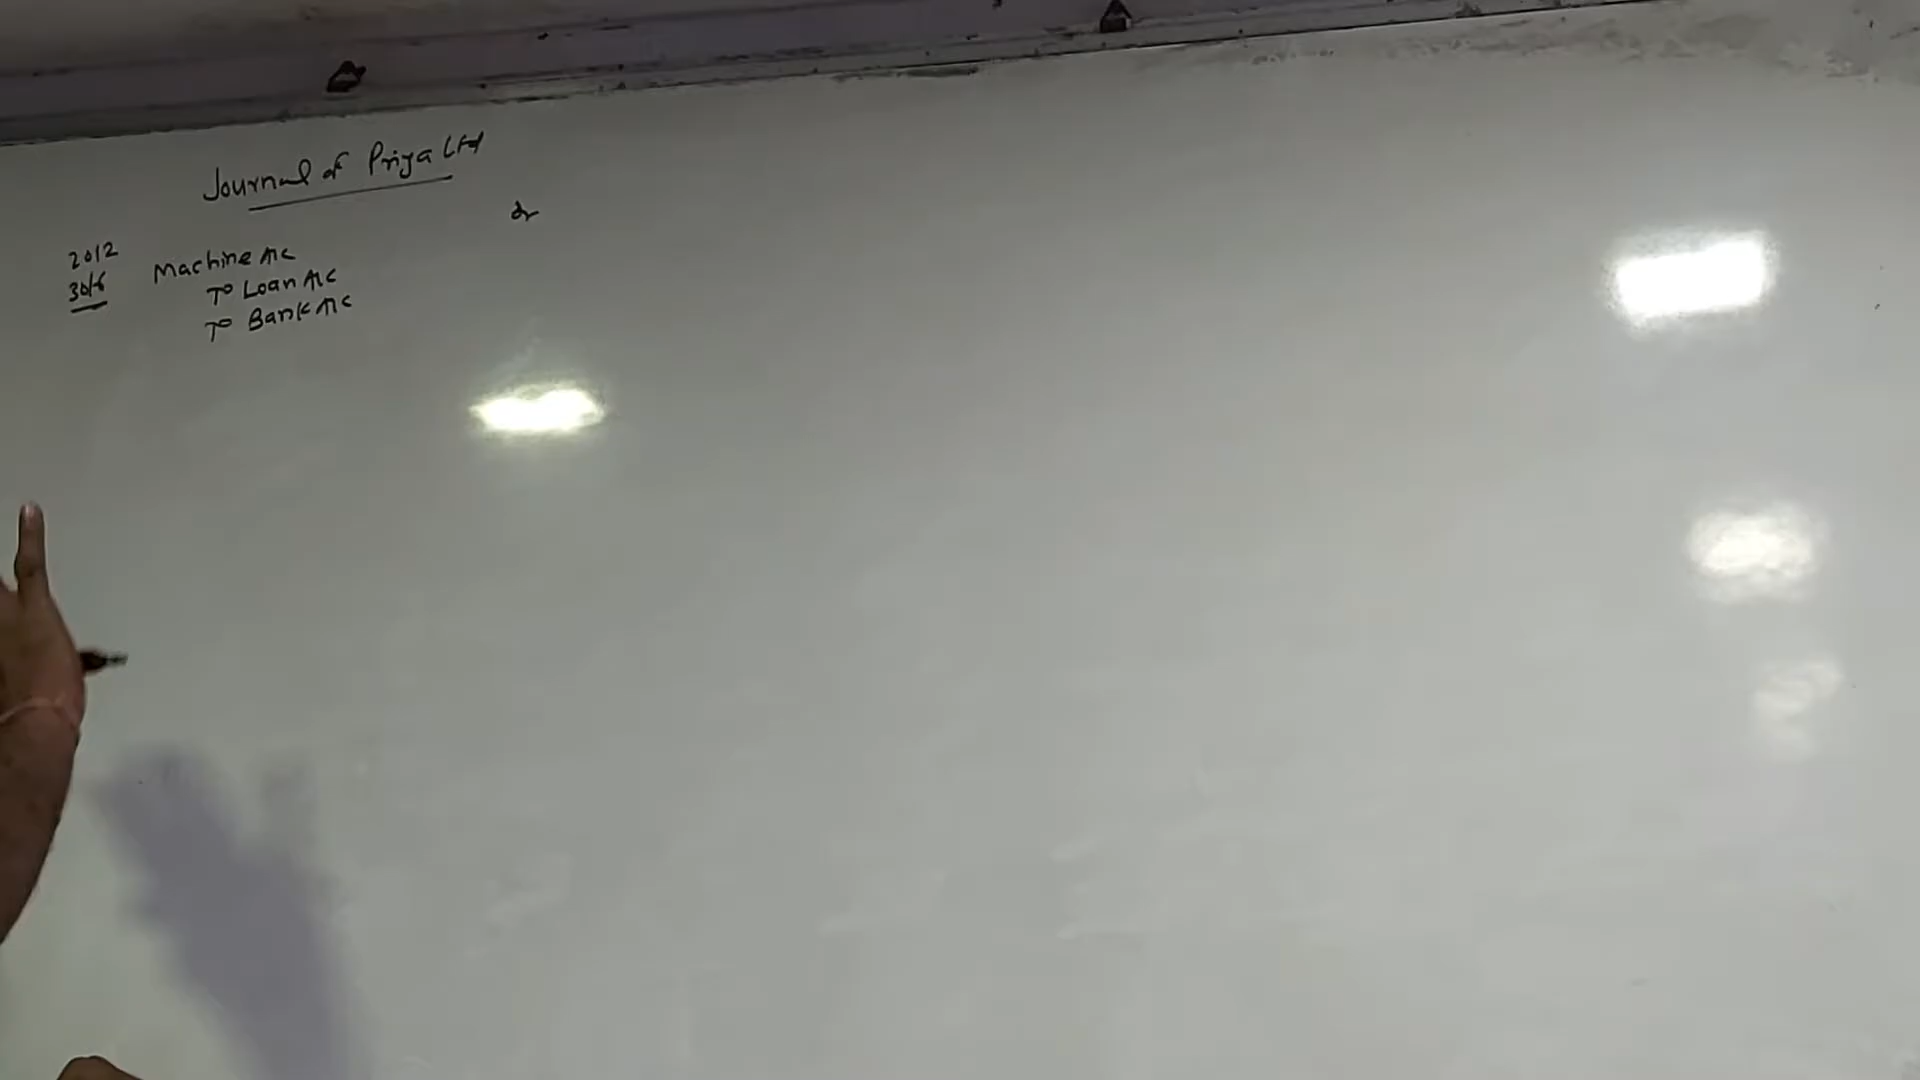 Journal of Priya Ltd
dr
2012
30/6 Machine A/c
To Loan A/c
To Bank A/c